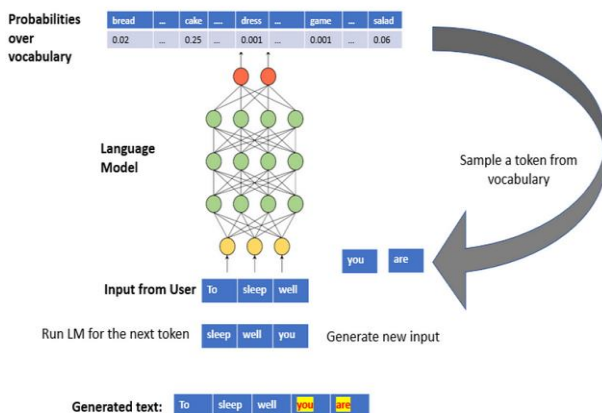 Probabilities over vocabulary
bread ... cake .... dress ... game ... salad
0.02 ... 0.25 ... 0.001 ... 0.001 ... 0.06
Language Model
Sample a token from vocabulary
you are
Input from User To sleep well
Run LM for the next token sleep well you Generate new input
Generated text: To sleep well you are